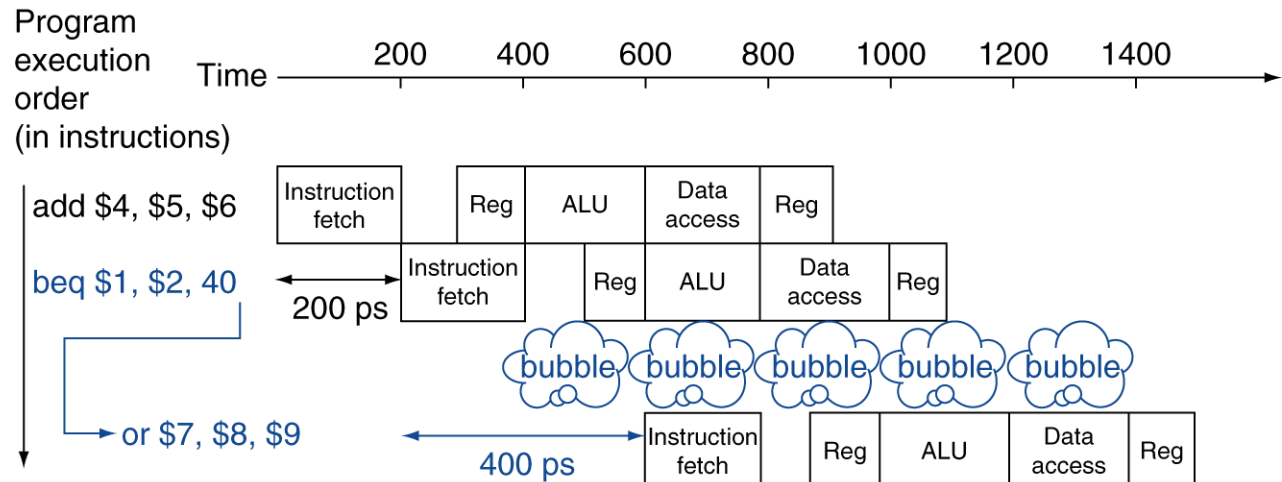 Program
execution
order
(in instructions)
Time
200 400 600 800 1000 1200 1400
add $4, $5, $6
Instruction
fetch
Reg
ALU
Data
access
Reg
beq $1, $2, 40
200 ps
Instruction
fetch
Reg
ALU
Data
access
Reg
bubble bubble bubble bubble bubble
or $7, $8, $9
400 ps
Instruction
fetch
Reg
ALU
Data
access
Reg